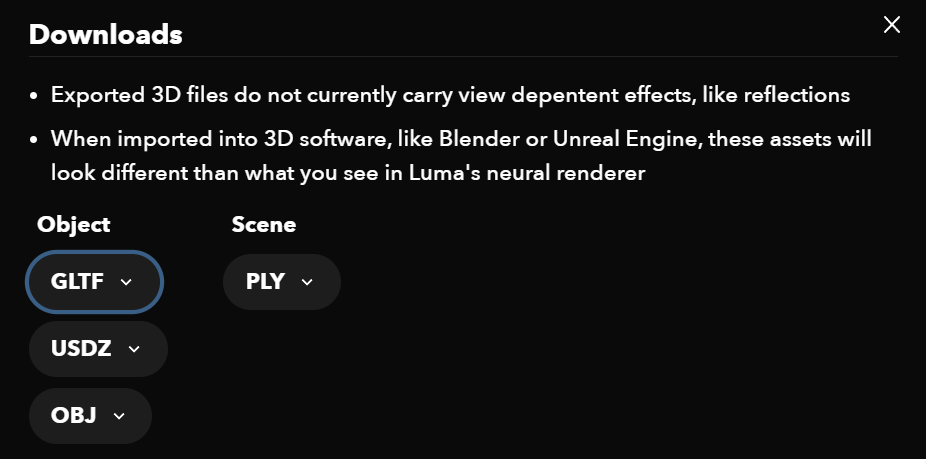 Downloads
Exported 3D files do not currently carry view depentent effects, like reflections
When imported into 3D software, like Blender or Unreal Engine, these assets will
look different than what you see in Luma's neural renderer
Object
Scene
GLTF
PLY
USDZ
OBJ